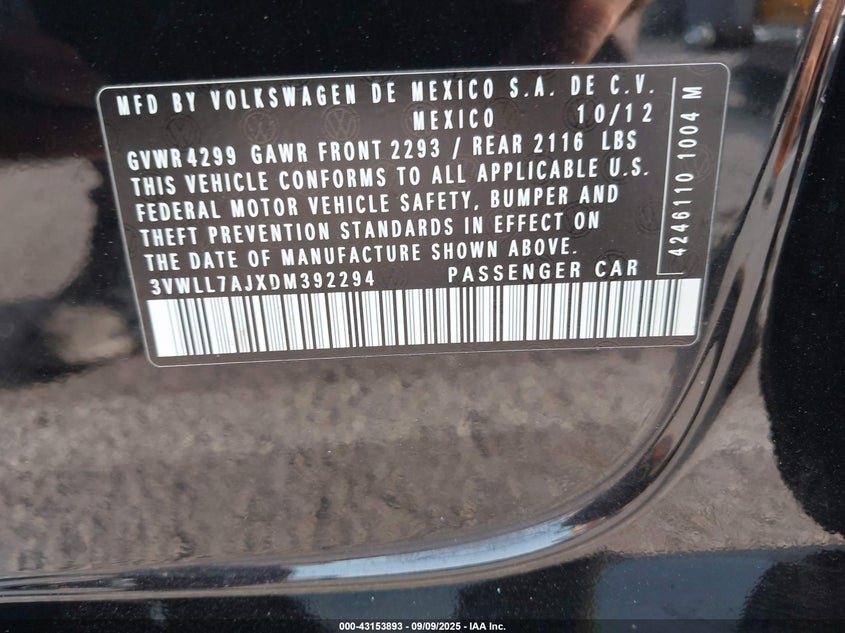 MFD BY VOLKSWAGEN DE MEXICO S.A. DE C.V.
MEXICO 10/12
GVWR 4299 GAWR FRONT 2293 / REAR 2116 LBS
THIS VEHICLE CONFORMS TO ALL APPLICABLE U.S.
FEDERAL MOTOR VEHICLE SAFETY, BUMPER AND
THEFT PREVENTION STANDARDS IN EFFECT ON
THE DATE OF MANUFACTURE SHOWN ABOVE.
3VWLL7AJXDM392294 PASSENGER CAR
4246110 1004 M
000-43153893 / 09/09/2025 - IAA Inc.